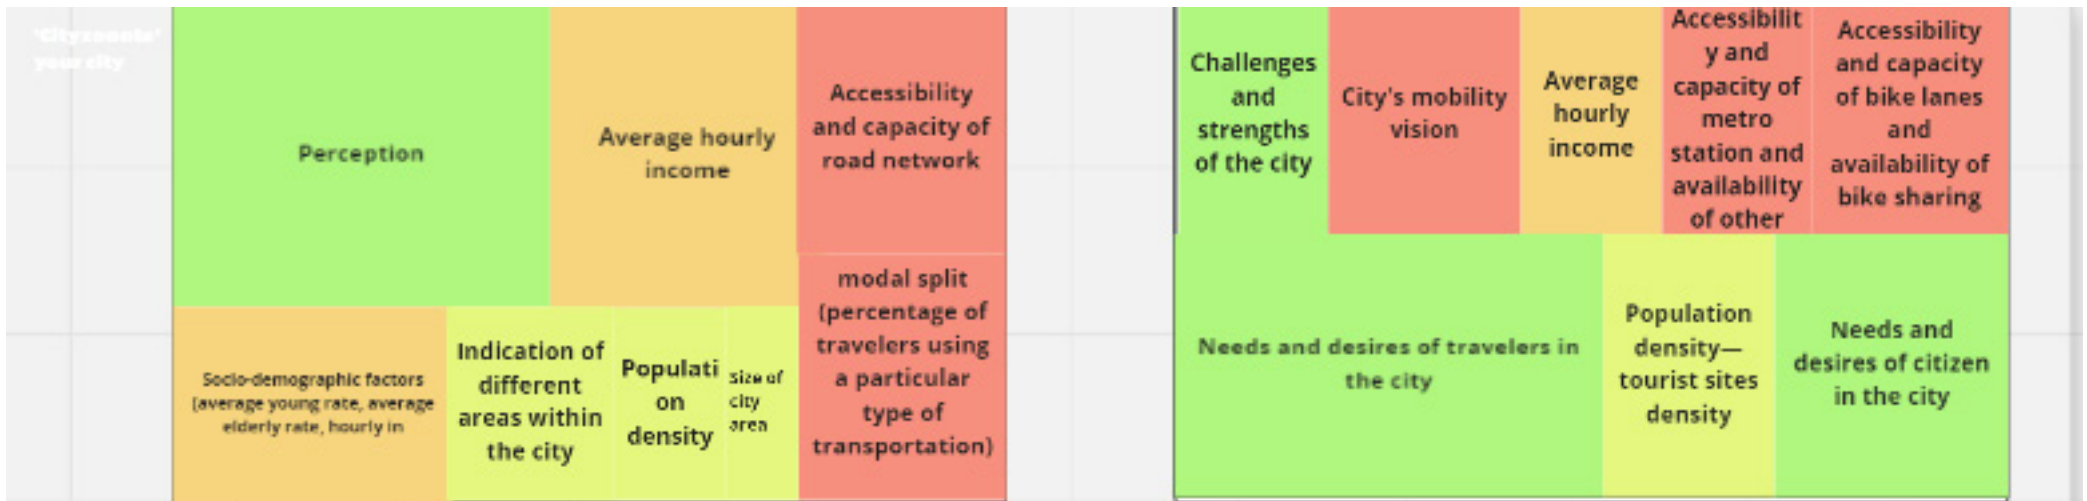 'Cityzenote'
your city
Perception
Average hourly
income
Accessibility
and capacity of
road network
Socio-demographic factors
(average young rate, average
elderly rate, hourly in
Indication of
different
areas within
the city
Populati
on
density
Size of
city
area
modal split
(percentage of
travelers using
a particular
type of
transportation)
Challenges
and
strengths
of the city
City's mobility
vision
Average
hourly
income
Accessibilit
y and
capacity of
metro
station and
availability
of other
Accessibility
and capacity
of bike lanes
and
availability of
bike sharing
Needs and desires of travelers in
the city
Population
density—
tourist sites
density
Needs and
desires of citizen
in the city